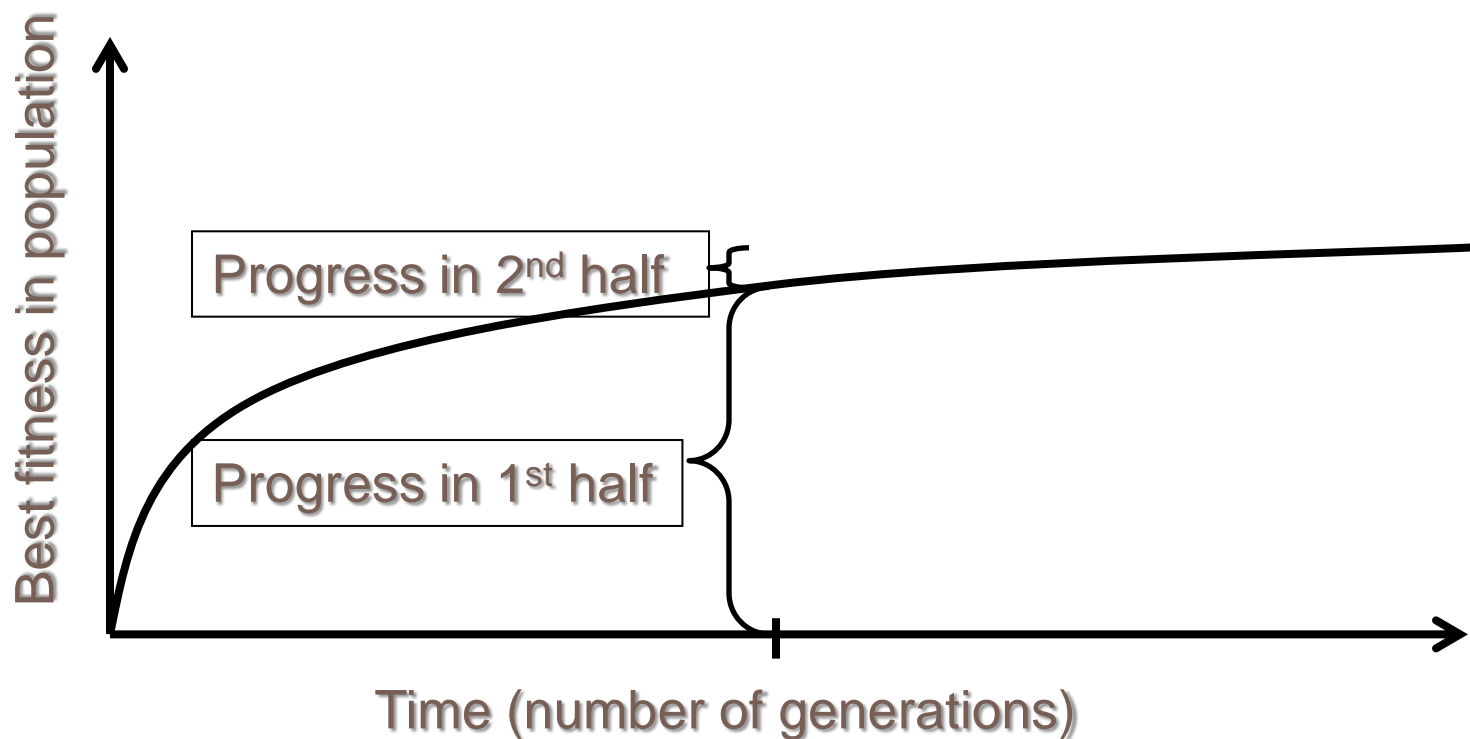 Best fitness in population
Progress in 2nd half
Progress in 1st half
Time (number of generations)